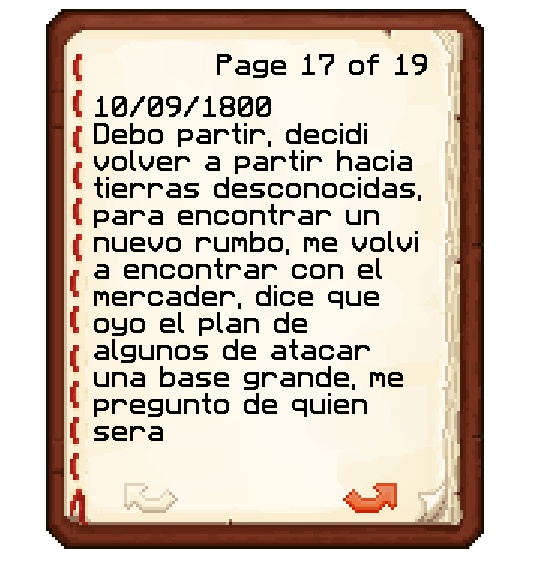 Page 17 of 19
10/09/1800
Debo partir, decidi
volver a partir hacia
tierras desconocidas,
para encontrar un
nuevo rumbo, me volvi
a encontrar con el
mercader, dice que
oyo el plan de
algunos de atacar
una base grande, me
pregunto de quien
sera